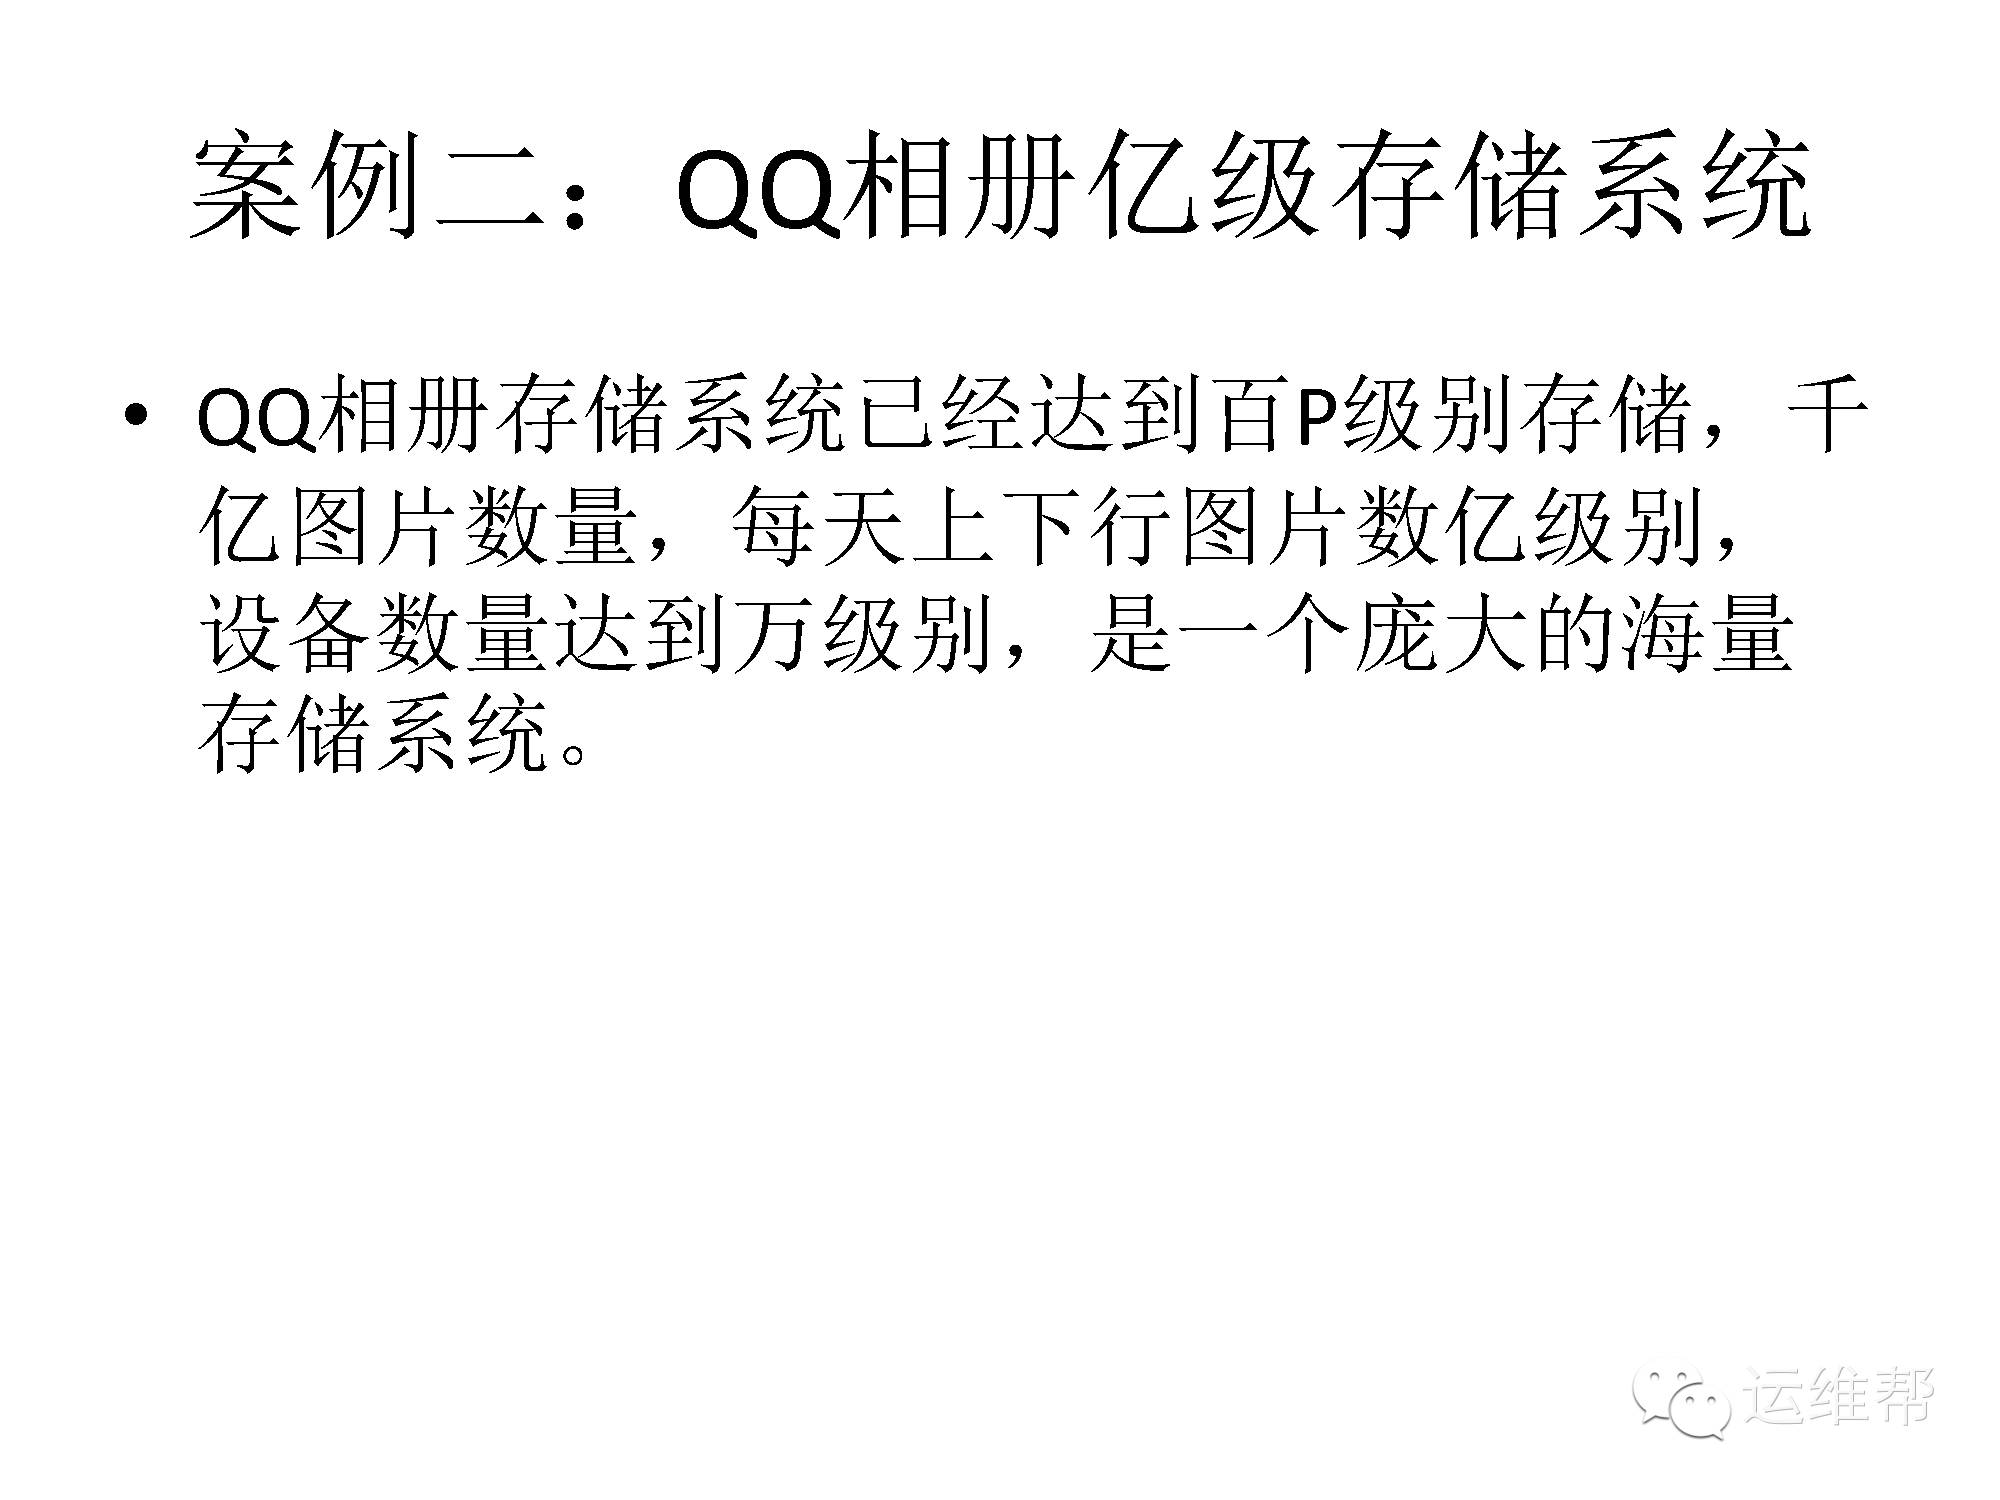 案例二：QQ相册亿级存储系统
• QQ相册存储系统已经达到百P级别存储，千
亿图片数量，每天上下行图片数亿级别，
设备数量达到万级别，是一个庞大的海量
存储系统。
运维帮